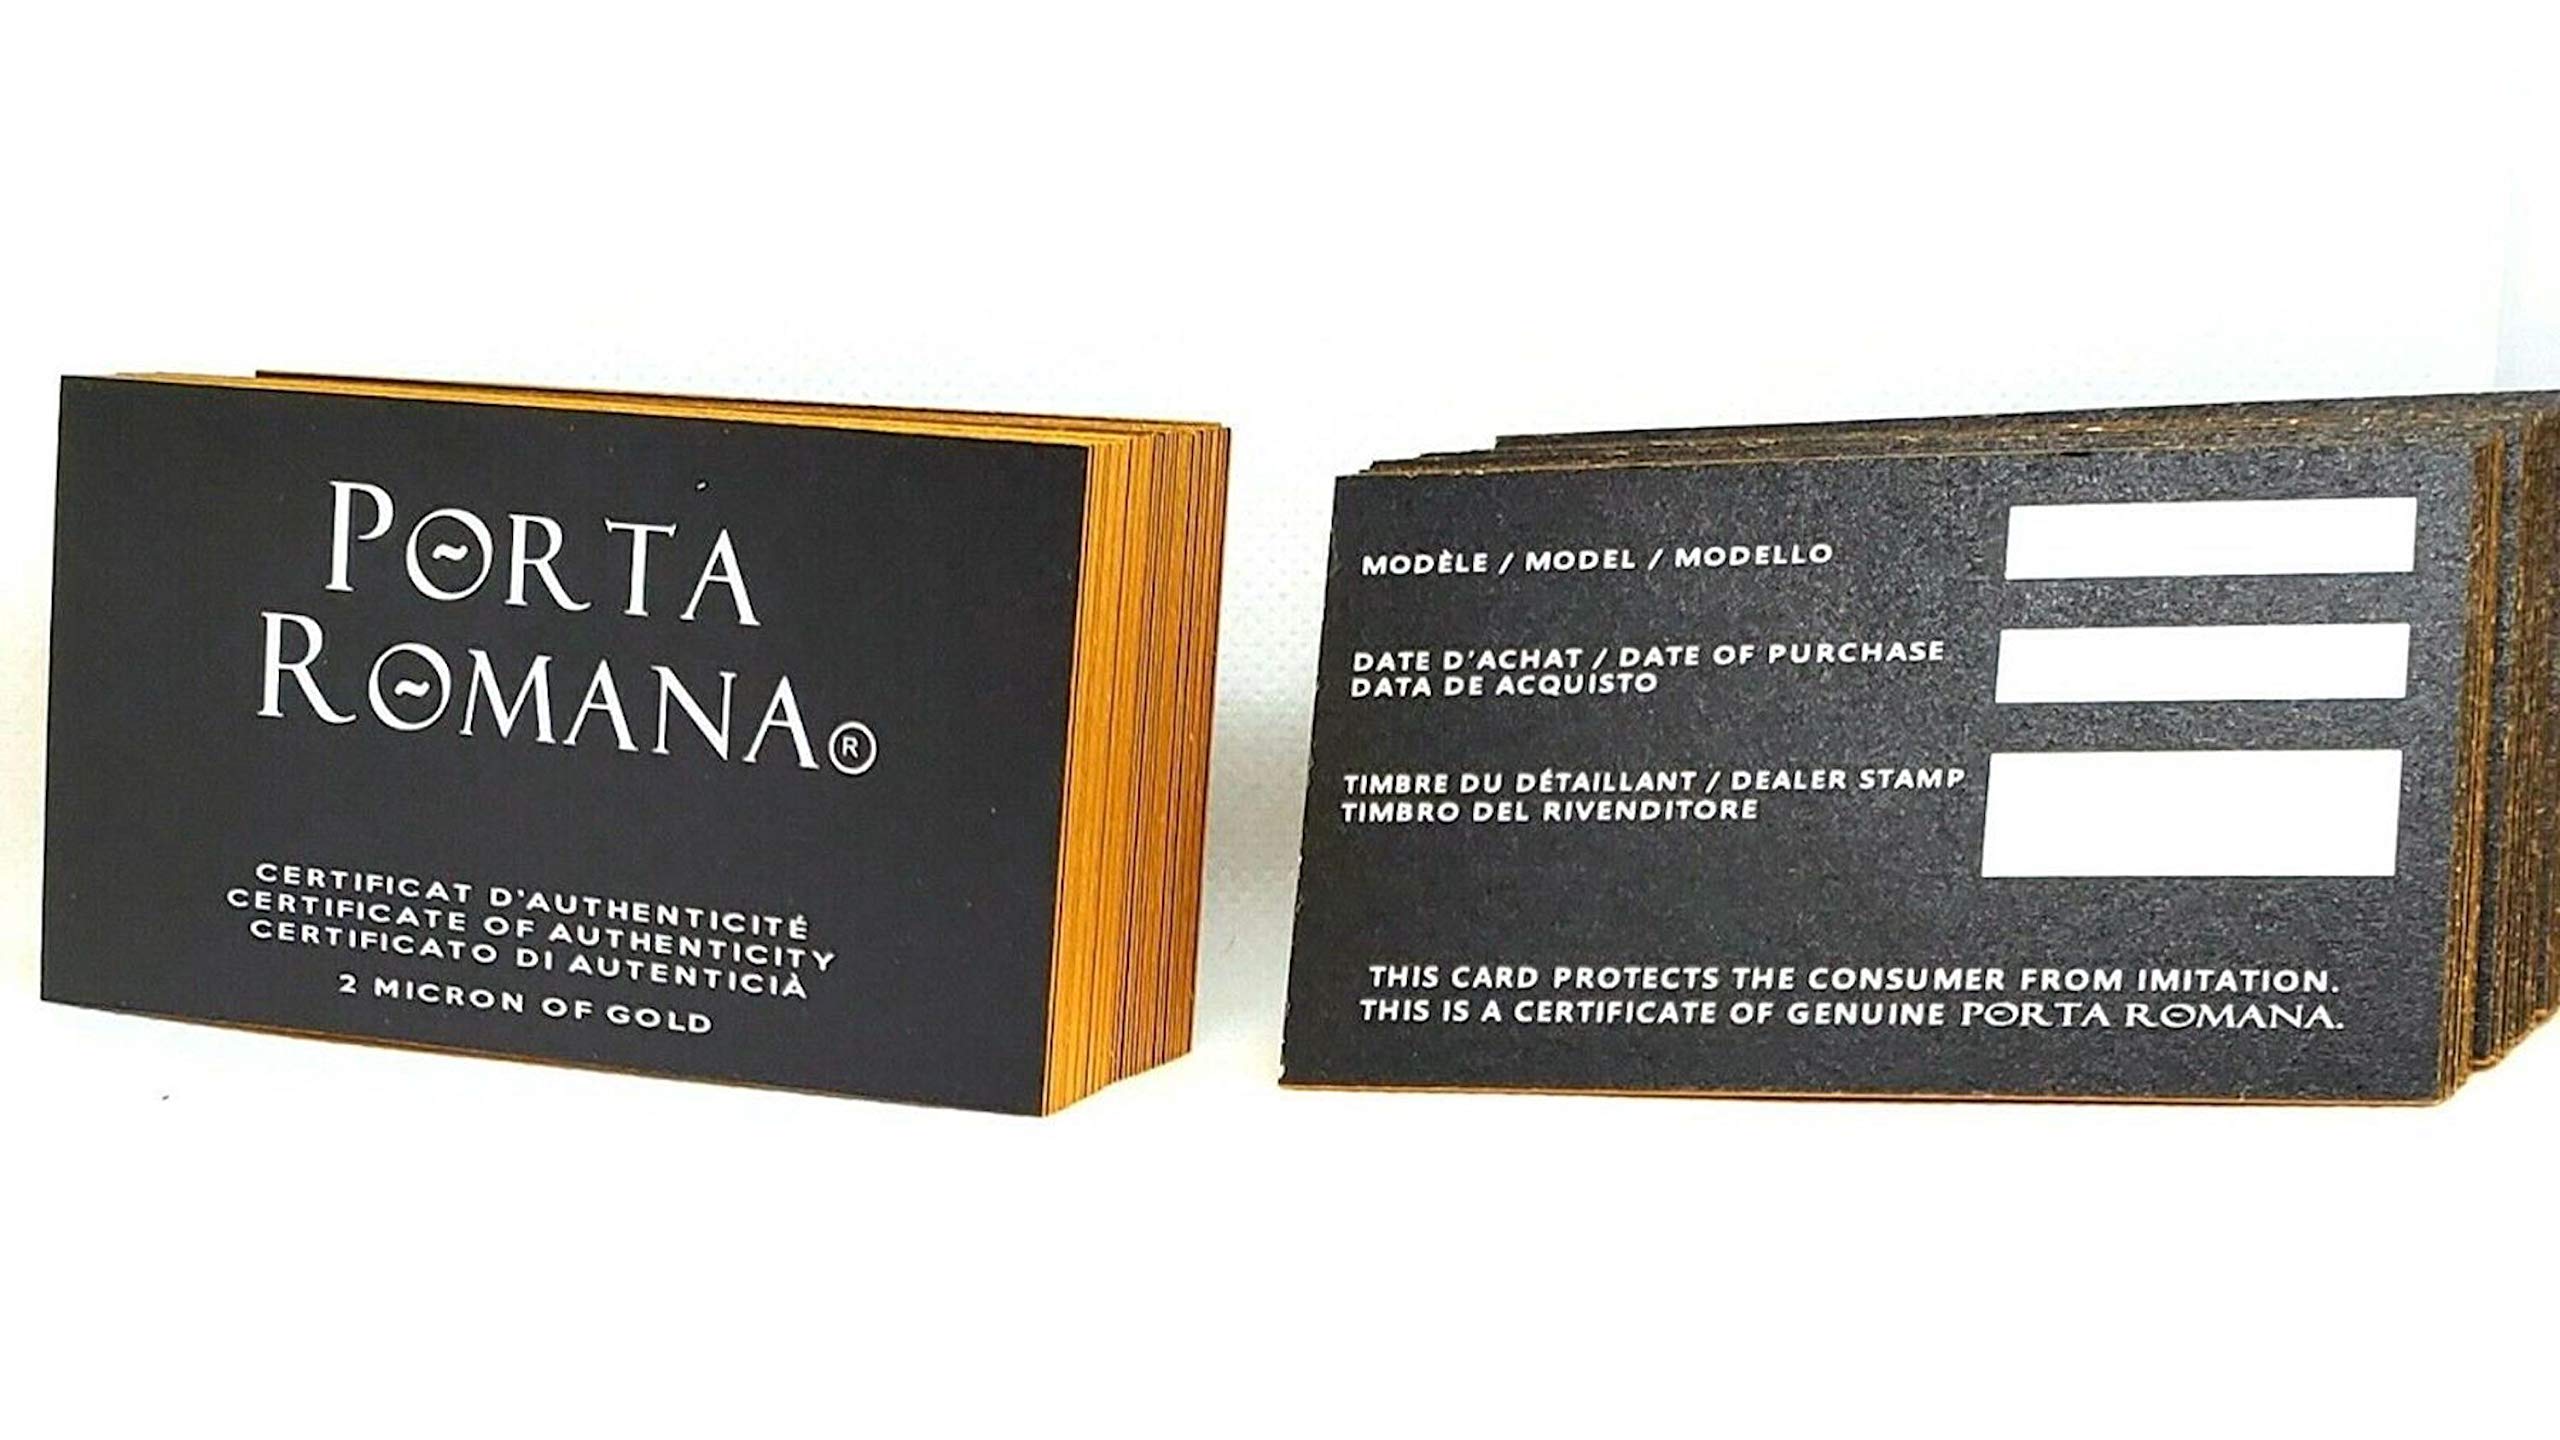 PORTA
ROMANA®
CERTIFICAT D'AUTHENTICITÉ
CERTIFICATE OF AUTHENTICITY
CERTIFICATO DI AUTENTICIÀ
2 MICRON OF GOLD
MODÈLE / MODEL / MODELLO
DATE D'ACHAT / DATE OF PURCHASE
DATA DE ACQUISTO
TIMBRE DU DÉTAILLANT / DEALER STAMP
TIMBRO DEL RIVENDITORE
THIS CARD PROTECTS THE CONSUMER FROM IMITATION.
THIS IS A CERTIFICATE OF GENUINE PORTA ROMANA.